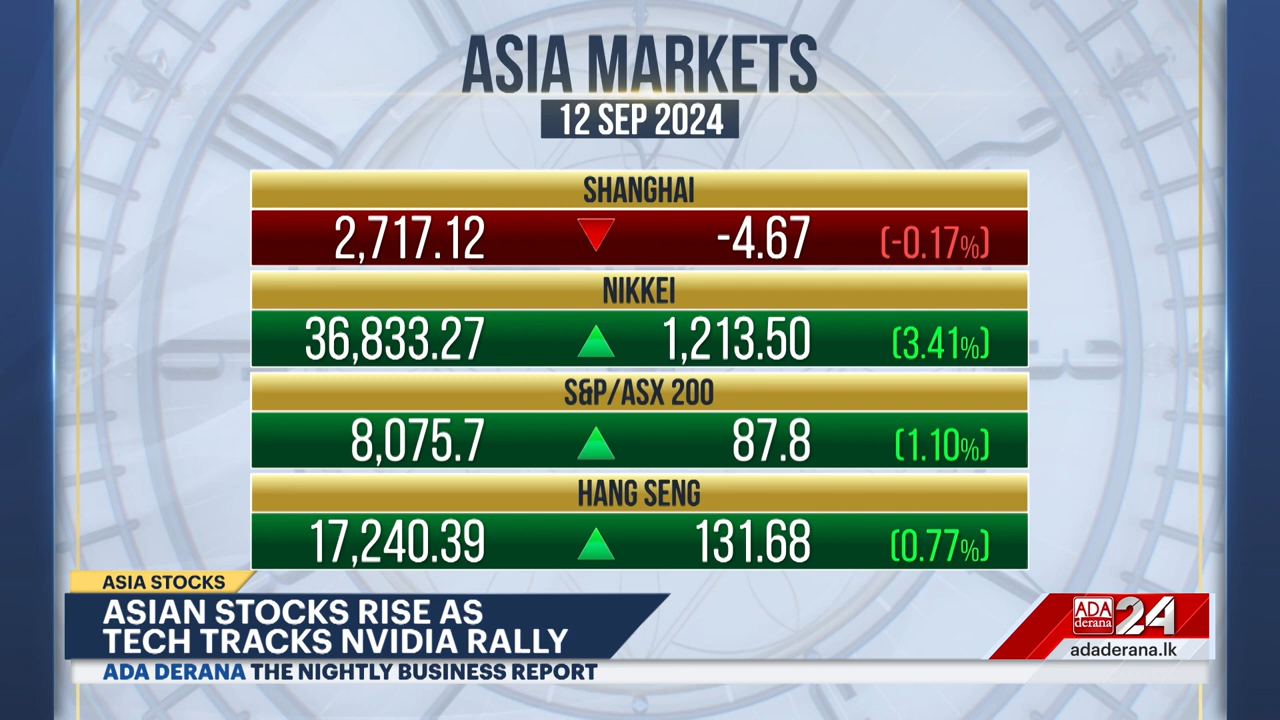 ASIA MARKETS
12 SEP 2024
SHANGHAI
2,717.12 -4.67 (-0.17%)
NIKKEI
36,833.27 1,213.50 (3.41%)
S&P/ASX 200
8,075.7 87.8 (1.10%)
HANG SENG
17,240.39 131.68 (0.77%)
ASIA STOCKS
ASIAN STOCKS RISE AS
TECH TRACKS NVIDIA RALLY
ADA DERANA THE NIGHTLY BUSINESS REPORT
ADA
derana
24
adaderana.lk